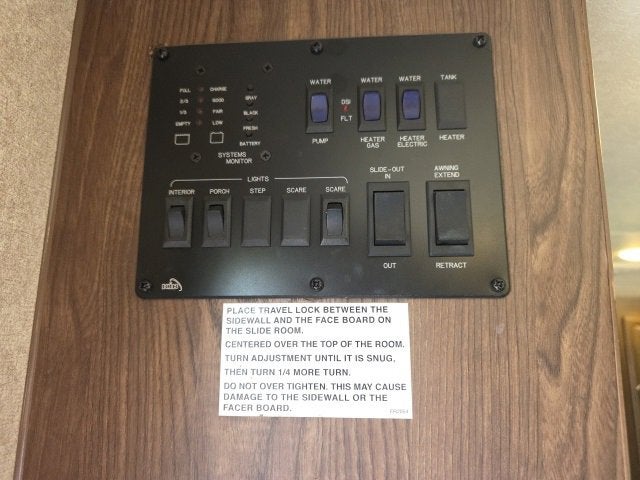 WATER WATER WATER TANK
FULL CHARGE
2/3 GOOD GRAY
DSI
1/3 FAIR BLACK
FLT
EMPTY LOW FRESH
BATTERY
PUMP HEATER GAS HEATER ELECTRIC HEATER
SYSTEMS
MONITOR
LIGHTS
SLIDE-OUT IN
AWNING EXTEND
INTERIOR PORCH STEP SCARE SCARE
OUT RETRACT
PLACE TRAVEL LOCK BETWEEN THE
SIDEWALL AND THE FACE BOARD ON
THE SLIDE ROOM.
CENTERED OVER THE TOP OF THE ROOM.
TURN ADJUSTMENT UNTIL IT IS SNUG,
THEN TURN 1/4 MORE TURN.
DO NOT OVER TIGHTEN. THIS MAY CAUSE
DAMAGE TO THE SIDEWALL OR THE
FACER BOARD.